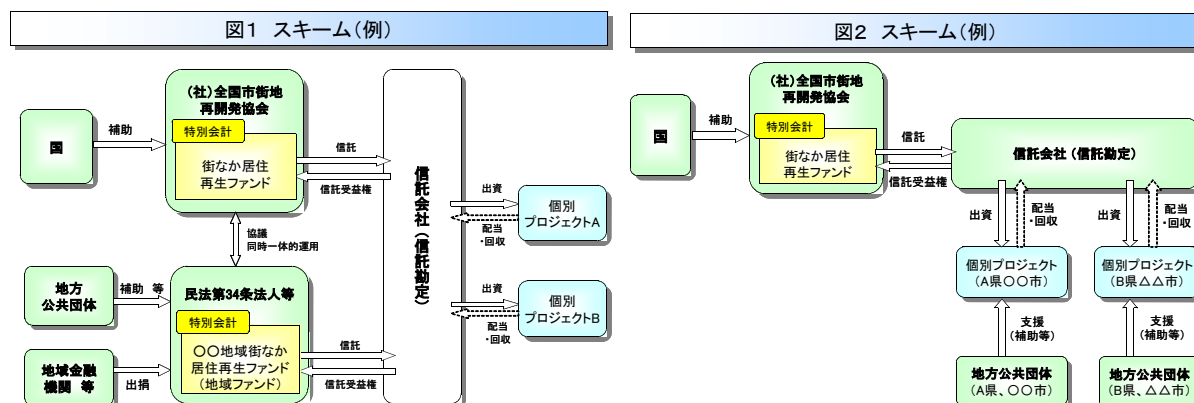 図1 スキーム(例)
国
補助
(社)全国市街地
再開発協会
特別会計
街なか居住
再生ファンド
信託
信託受益権
協議
同時一体的運用
地方
公共団体
補助 等
地域金融
機関 等
出捐
民法第34条法人等
特別会計
〇〇地域街なか
居住再生ファンド
(地域ファンド)
信託
信託受益権
信託会社(信託勘定)
出資
配当
・回収
個別
プロジェクトA
出資
配当
・回収
個別
プロジェクトB
図2 スキーム(例)
国
補助
(社)全国市街地
再開発協会
特別会計
街なか居住
再生ファンド
信託
信託受益権
信託会社(信託勘定)
出資
配当
・回収
出資
配当
・回収
個別プロジェクト
(A県〇〇市)
個別プロジェクト
(B県△△市)
支援
(補助等)
支援
(補助等)
地方公共団体
(A県、〇〇市)
地方公共団体
(B県、△△市)